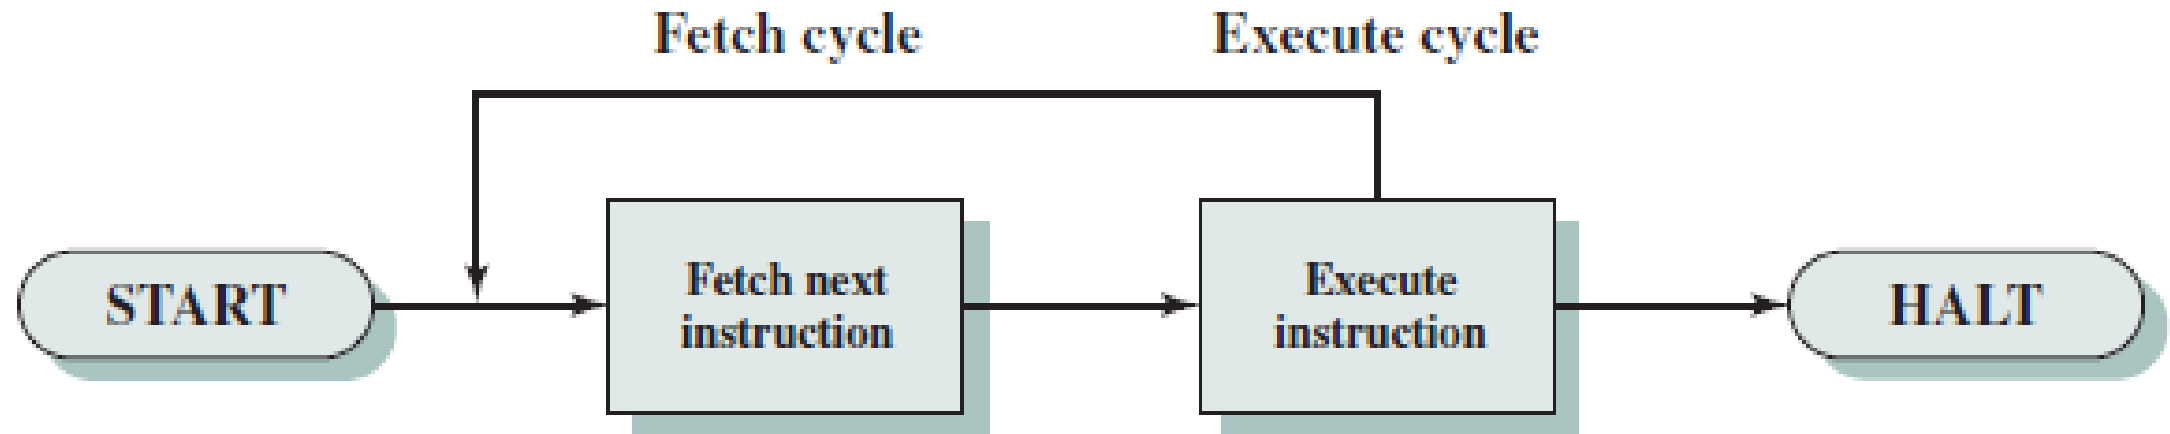 Fetch cycle
Execute cycle
START
Fetch next
instruction
Execute
instruction
HALT